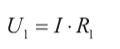 U₁ = I · R₁